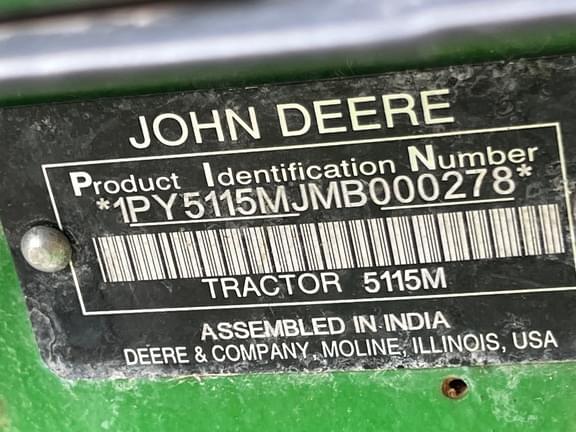 JOHN DEERE
Product Identification Number
*1PY5115MJMB000278*
TRACTOR 5115M
ASSEMBLED IN INDIA
DEERE & COMPANY MOLINE, ILLINOIS, USA